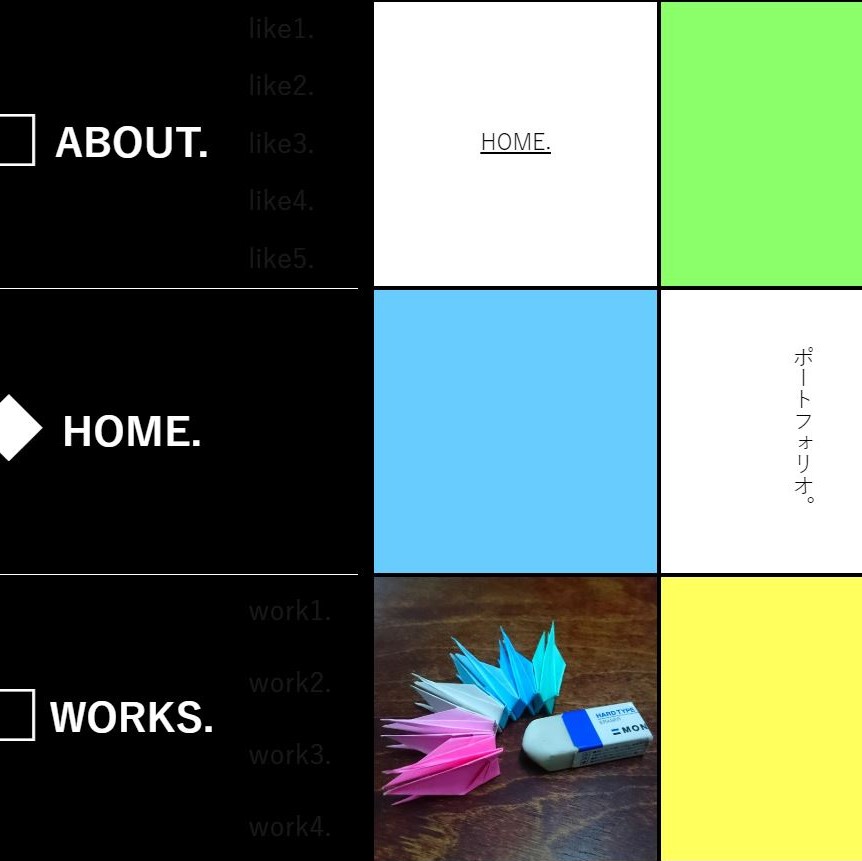 like1.
like2.
ABOUT.
like3.
like4.
like5.
HOME.
HOME.
ポートフォリオ。
work1.
work2.
WORKS.
work3.
work4.
HARD TYPE
ERASER
MON